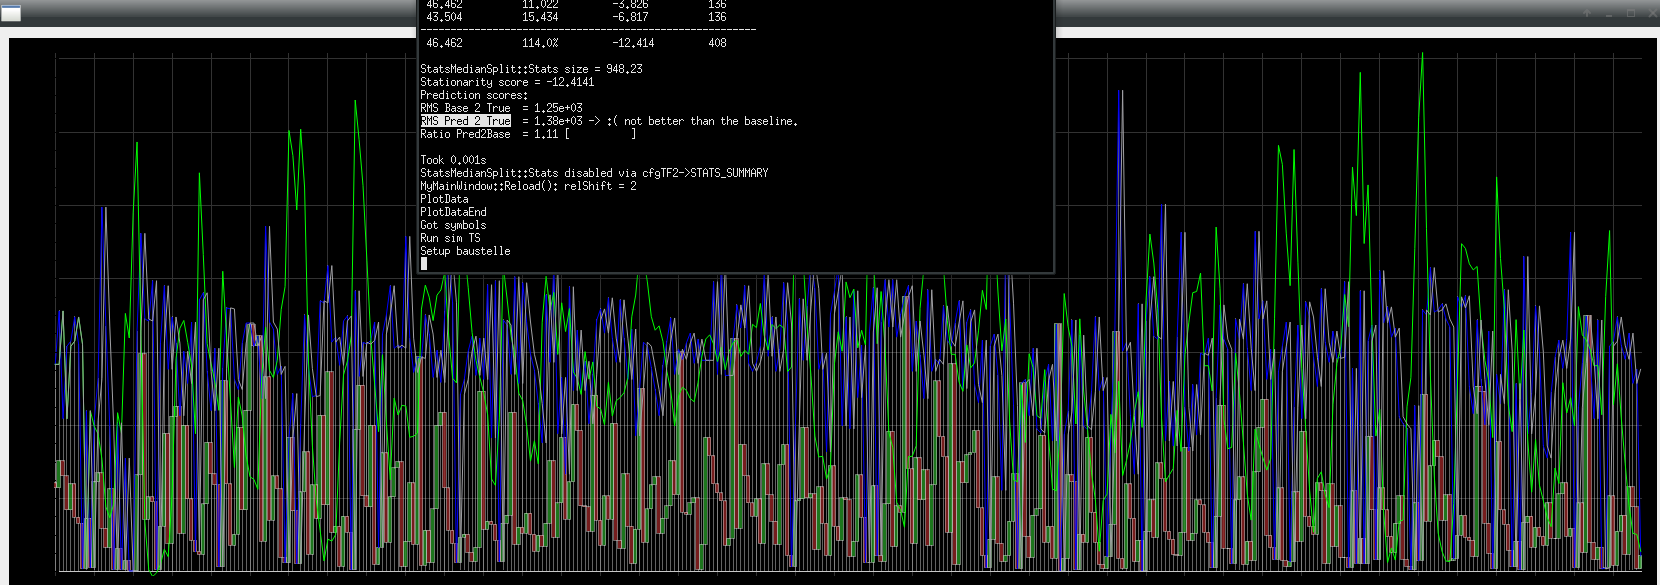 46.462 11.022 -3.826 136
43.504 15.434 -6.817 136
--------------------------------------------------------
46.462 114.0% -12.414 408
StatsMedianSplit::Stats size = 948.23
Stationarity score = -12.4141
Prediction scores:
RMS Base 2 True = 1.25e+03
RMS Pred 2 True = 1.38e+03 -> :( not better than the baseline.
Ratio Pred2Base = 1.11 [ ]
Took 0.001s
StatsMedianSplit::Stats disabled via cfgTF2->STATS_SUMMARY
MyMainWindow::Reload(): relShift = 2
PlotData
PlotDataEnd
Got symbols
Run sim TS
Setup baustelle